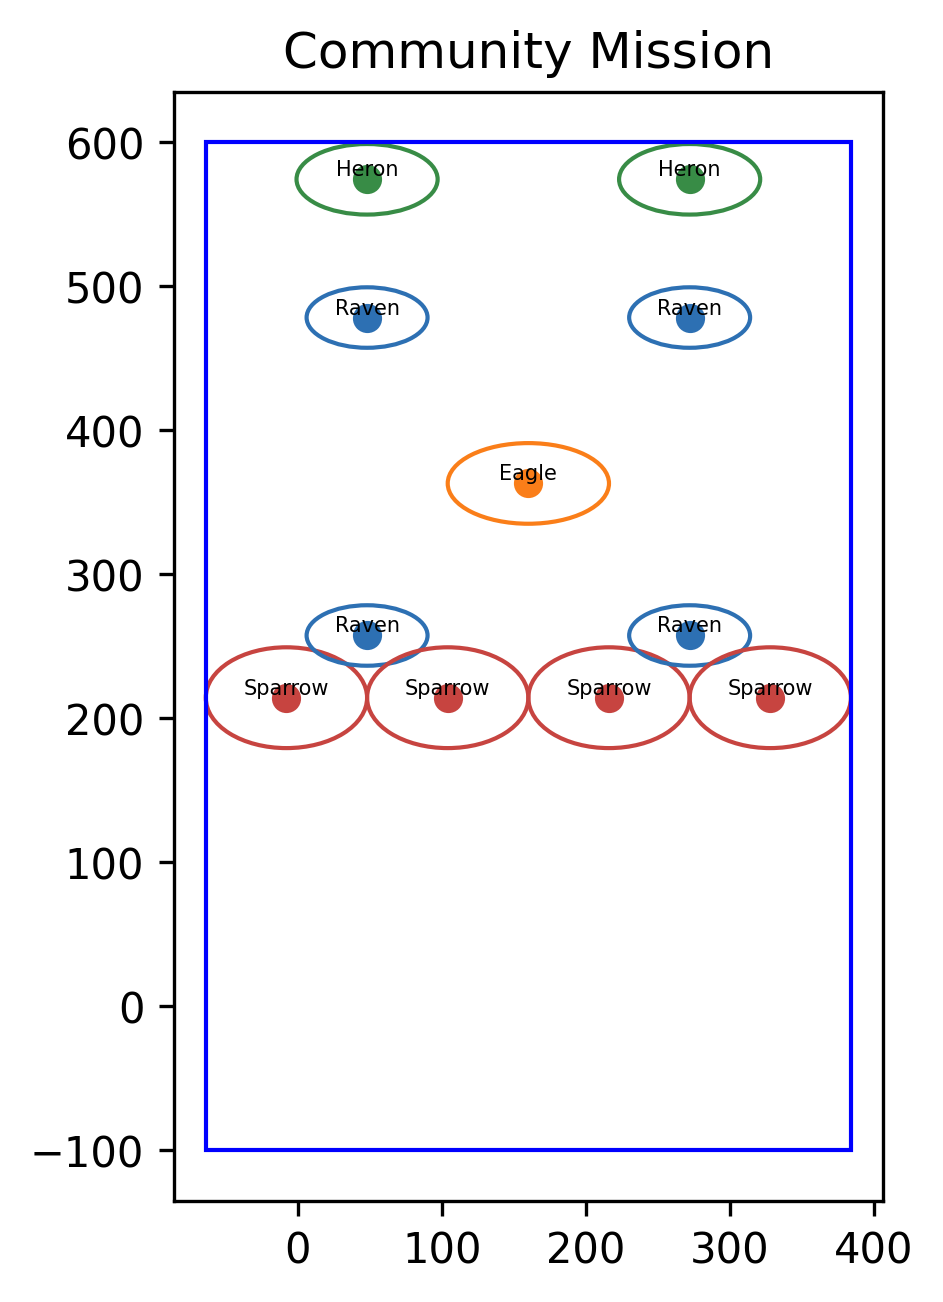 Community Mission
600
Heron Heron
500
Raven Raven
400
Eagle
300
Raven Raven
Sparrow Sparrow Sparrow Sparrow
200
100
0
−100
0 100 200 300 400